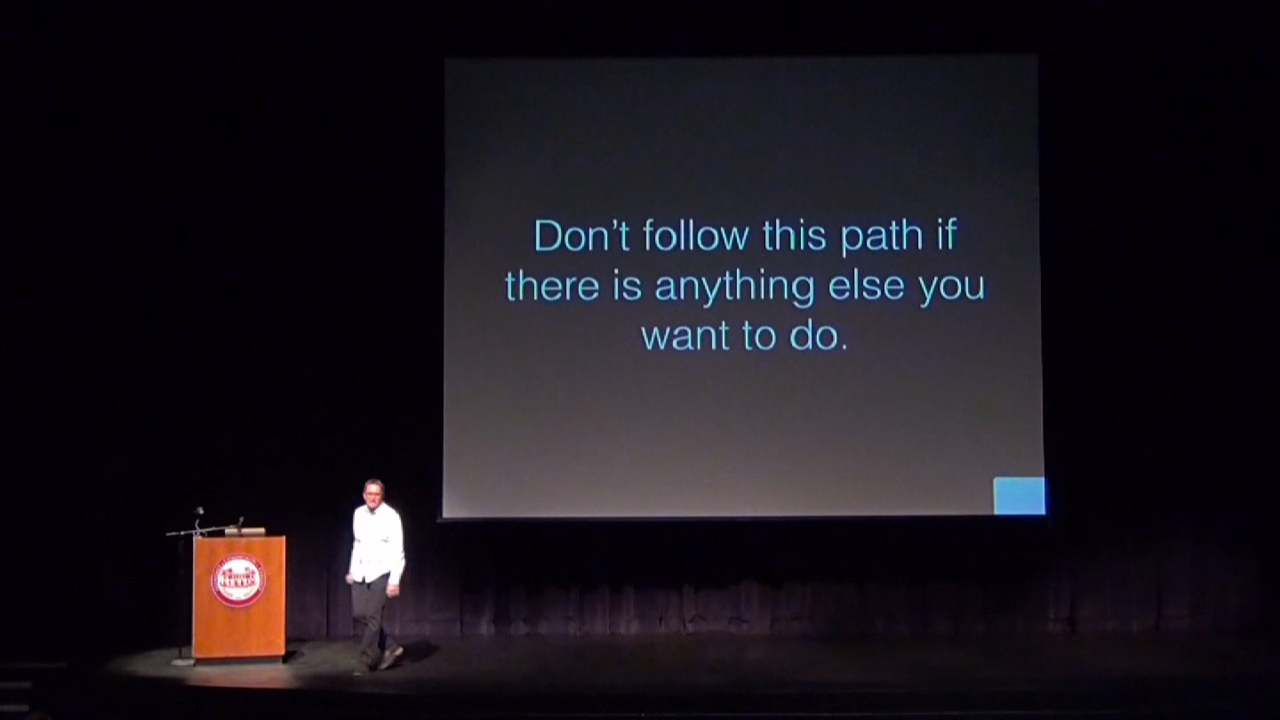 Don't follow this path if
there is anything else you
want to do.